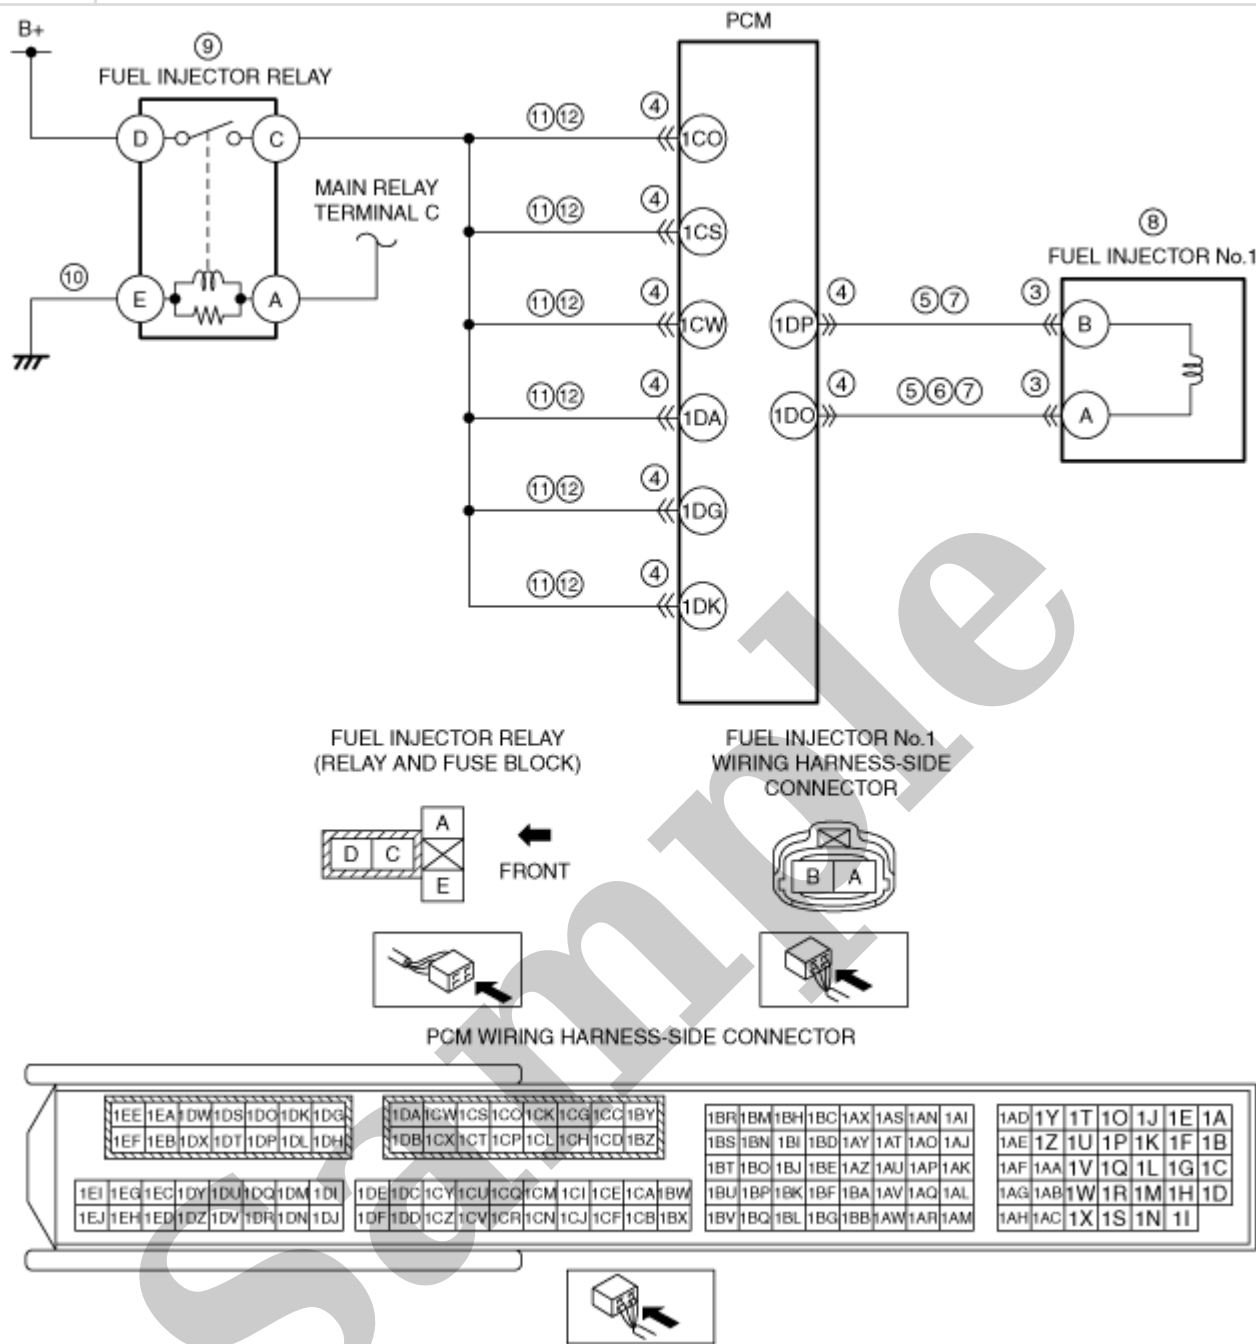 PCM
B+
⑨
FUEL INJECTOR RELAY
D
C
⑪⑫
④
1CO
MAIN RELAY
TERMINAL C
⑪⑫
④
1CS
⑧
FUEL INJECTOR No.1
⑩
E
A
⑪⑫
④
1CW
1DP
④
⑤⑦
③
B
⑪⑫
④
1DA
1DO
④
⑤⑥⑦
③
A
⑪⑫
④
1DG
⑪⑫
④
1DK
FUEL INJECTOR RELAY
(RELAY AND FUSE BLOCK)
A
D C
E
FRONT
FUEL INJECTOR No.1
WIRING HARNESS-SIDE
CONNECTOR
B A
PCM WIRING HARNESS-SIDE CONNECTOR
1EE 1EA 1DW 1DS 1DO 1DK 1DG
1EF 1EB 1DX 1DT 1DP 1DL 1DH
1EI 1EG 1EC 1DY 1DU 1DQ 1DM 1DI
1EJ 1EH 1ED 1DZ 1DV 1DR 1DN 1DJ
1DA 1CW 1CS 1CO 1CK 1CG 1CC 1BY
1DB 1CX 1CT 1CP 1CL 1CH 1CD 1BZ
1DE 1DC 1CY 1CU 1CQ 1CM 1CI 1CE 1CA 1BW
1DF 1DD 1CZ 1CV 1CR 1CN 1CJ 1CF 1CB 1BX
1BR 1BM 1BH 1BC 1AX 1AS 1AN 1AI
1BS 1BN 1BI 1BD 1AY 1AT 1AO 1AJ
1BT 1BO 1BJ 1BE 1AZ 1AU 1AP 1AK
1BU 1BP 1BK 1BF 1BA 1AV 1AQ 1AL
1BV 1BQ 1BL 1BG 1BB 1AW 1AR 1AM
1AD 1Y 1T 1O 1J 1E 1A
1AE 1Z 1U 1P 1K 1F 1B
1AF 1AA 1V 1Q 1L 1G 1C
1AG 1AB 1W 1R 1M 1H 1D
1AH 1AC 1X 1S 1N 1I
Sample